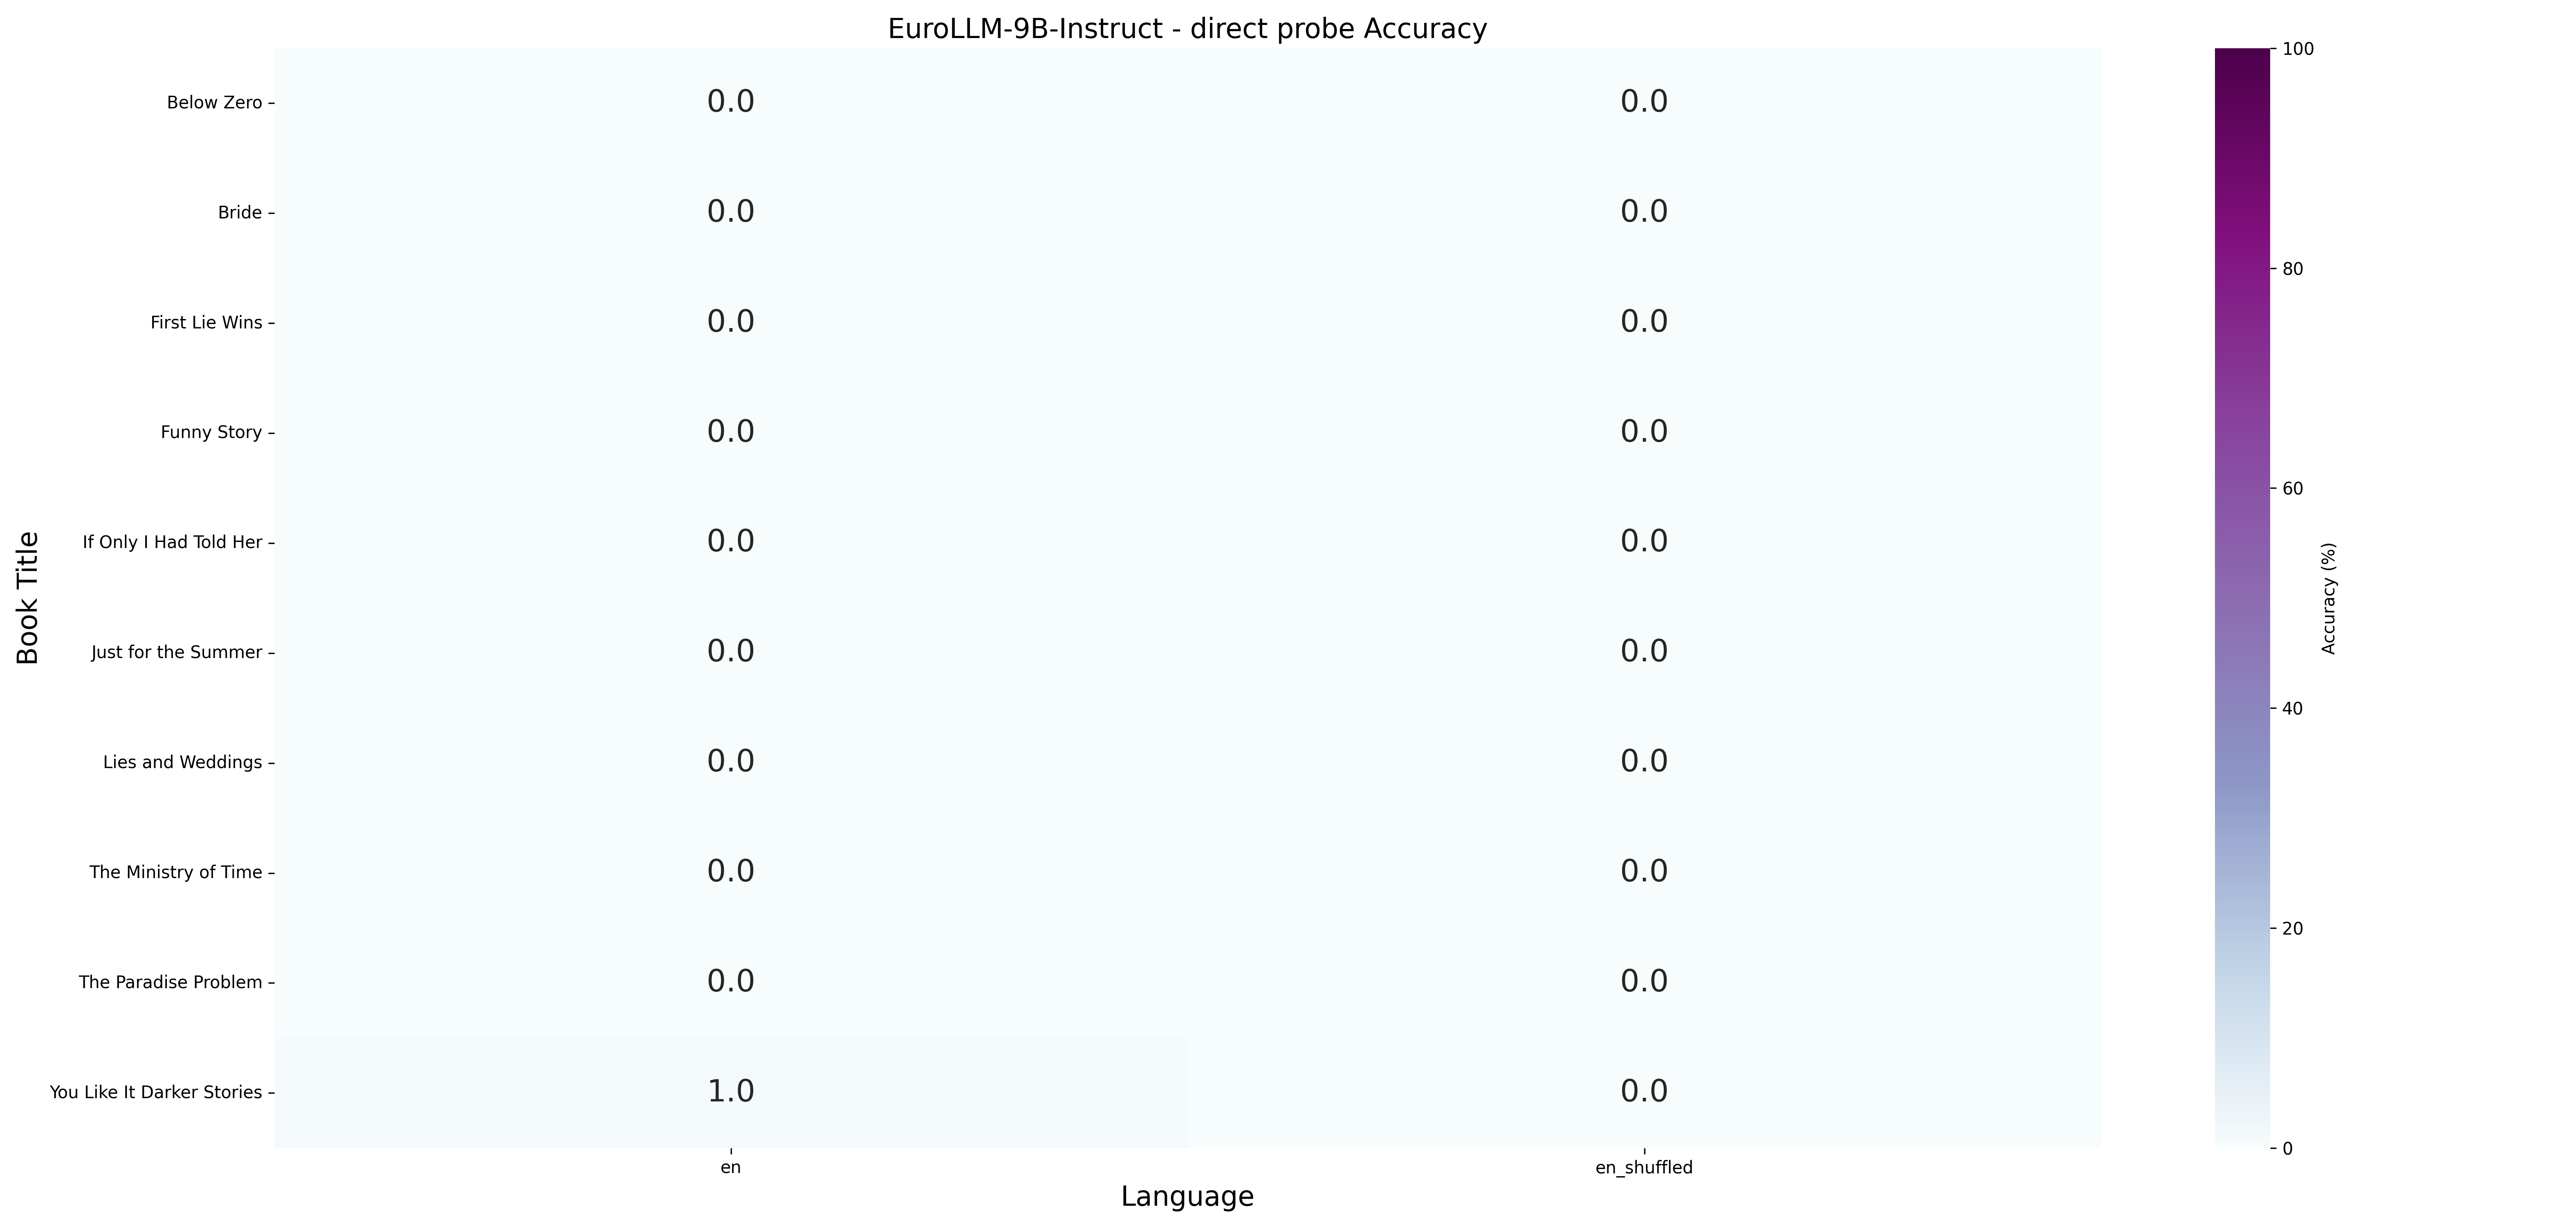 EuroLLM-9B-Instruct - direct probe Accuracy
Book Title
Below Zero 0.0 0.0
Bride 0.0 0.0
First Lie Wins 0.0 0.0
Funny Story 0.0 0.0
If Only I Had Told Her 0.0 0.0
Just for the Summer 0.0 0.0
Lies and Weddings 0.0 0.0
The Ministry of Time 0.0 0.0
The Paradise Problem 0.0 0.0
You Like It Darker Stories 1.0 0.0
en en_shuffled
Language
100
80
60
40
20
0
Accuracy (%)